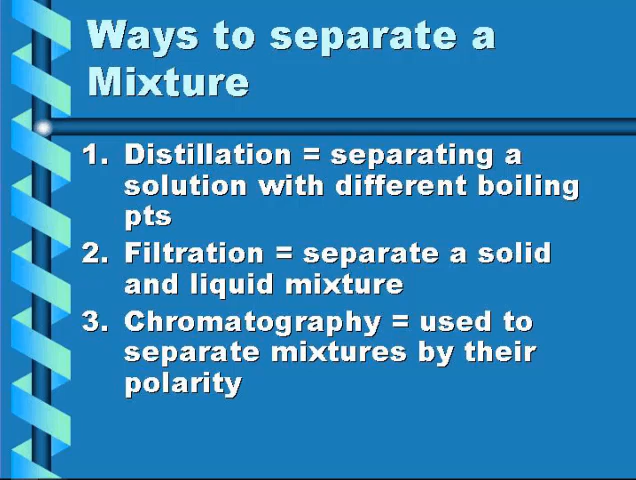 Ways to separate a
Mixture
1. Distillation = separating a
solution with different boiling
pts
2. Filtration = separate a solid
and liquid mixture
3. Chromatography = used to
separate mixtures by their
polarity